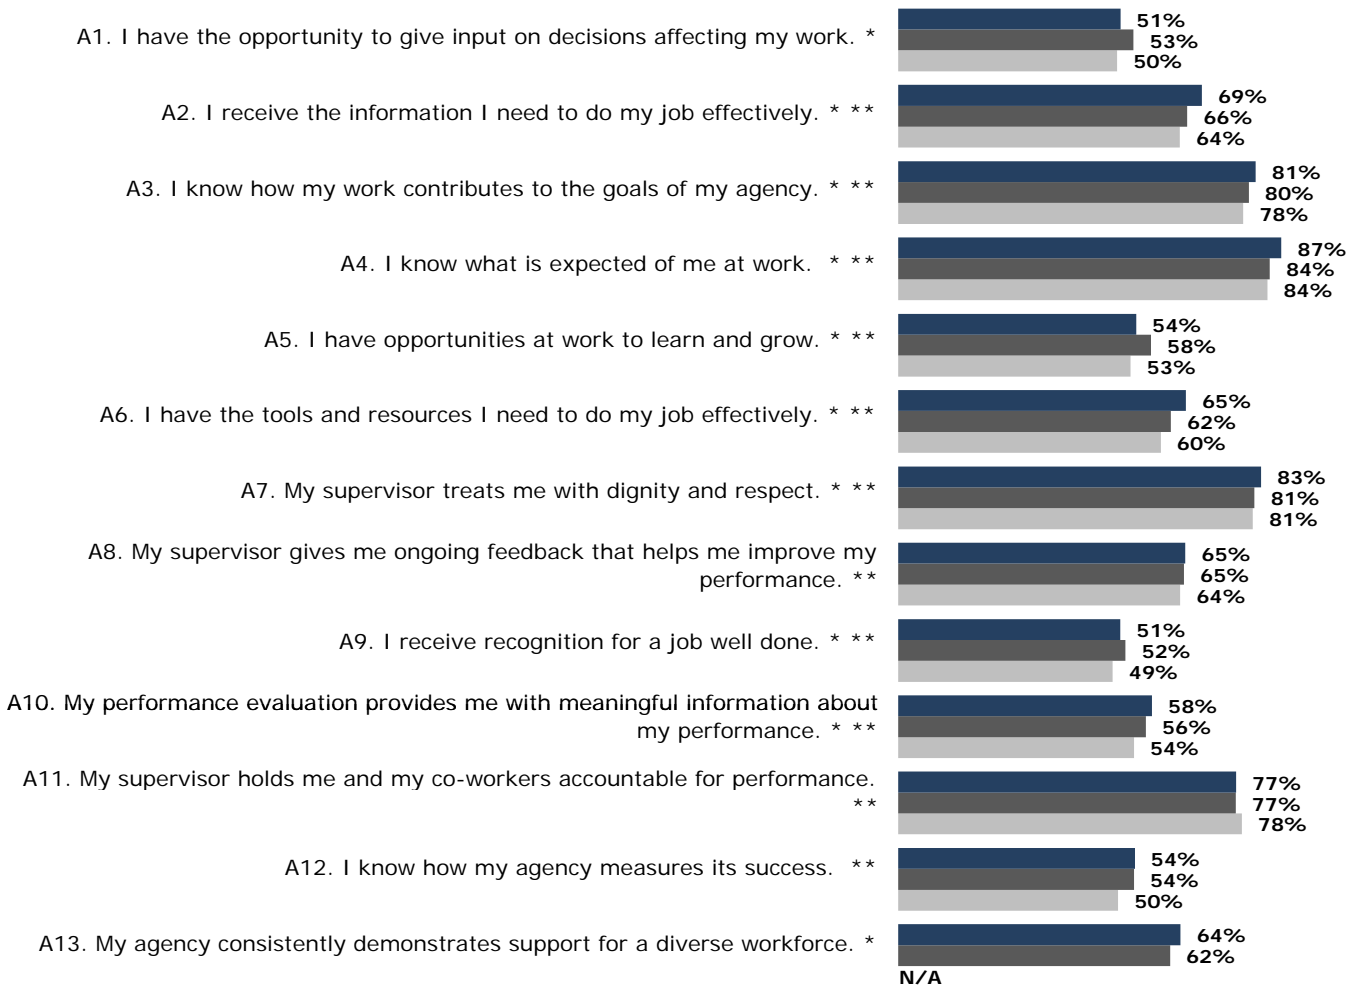 A1. I have the opportunity to give input on decisions affecting my work. *
51%
53%
50%
A2. I receive the information I need to do my job effectively. * **
69%
66%
64%
A3. I know how my work contributes to the goals of my agency. * **
81%
80%
78%
A4. I know what is expected of me at work. * **
87%
84%
84%
A5. I have opportunities at work to learn and grow. * **
54%
58%
53%
A6. I have the tools and resources I need to do my job effectively. * **
65%
62%
60%
A7. My supervisor treats me with dignity and respect. * **
83%
81%
81%
A8. My supervisor gives me ongoing feedback that helps me improve my
performance. **
65%
65%
64%
A9. I receive recognition for a job well done. * **
51%
52%
49%
A10. My performance evaluation provides me with meaningful information about
my performance. * **
58%
56%
54%
A11. My supervisor holds me and my co-workers accountable for performance.
**
77%
77%
78%
A12. I know how my agency measures its success. **
54%
54%
50%
A13. My agency consistently demonstrates support for a diverse workforce. *
64%
62%
N/A